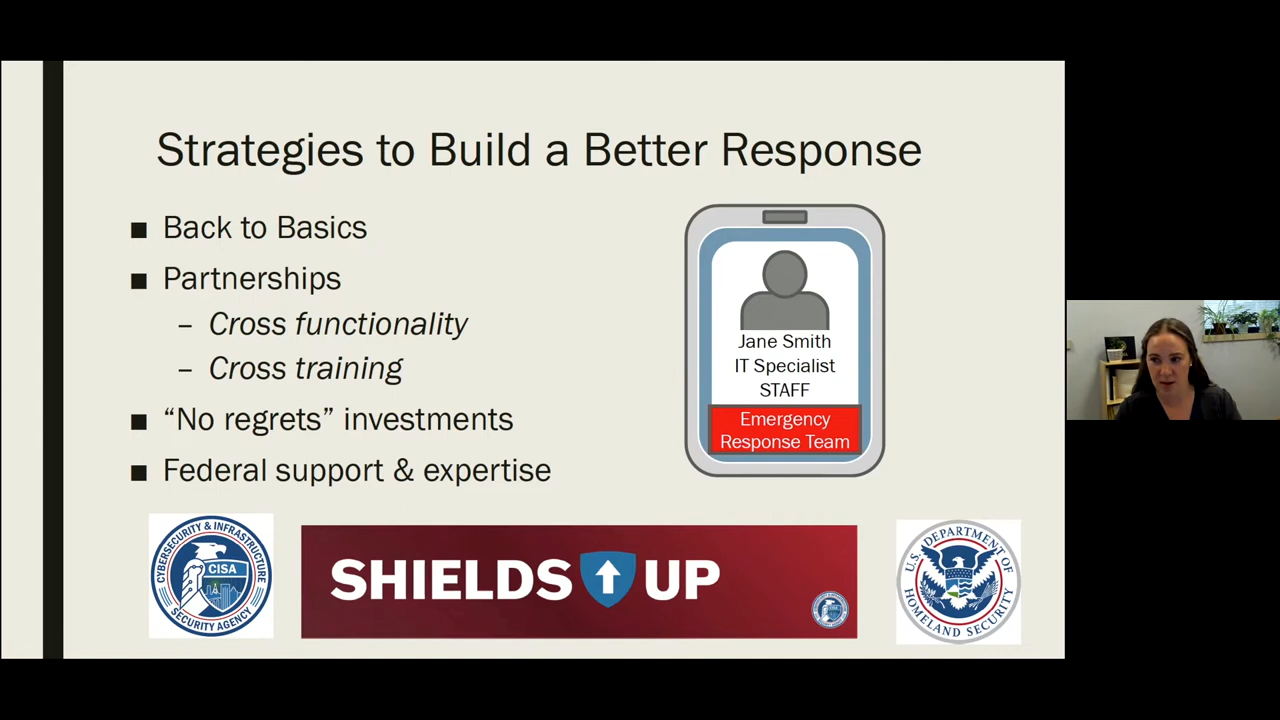 Strategies to Build a Better Response
■ Back to Basics
■ Partnerships
– Cross functionality
– Cross training
■ “No regrets” investments
■ Federal support & expertise
Jane Smith
IT Specialist
STAFF
Emergency
Response Team
CYBERSECURITY & INFRASTRUCTURE
CISA
SECURITY AGENCY
SHIELDS UP
U.S. DEPARTMENT OF
HOMELAND SECURITY